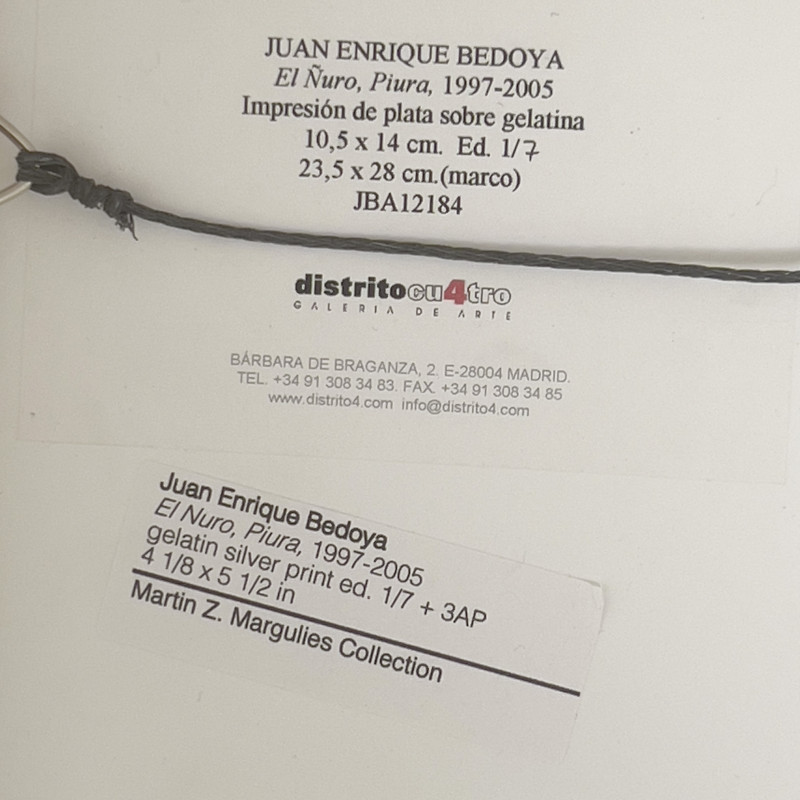 JUAN ENRIQUE BEDOYA
El Ñuro, Piura, 1997-2005
Impresión de plata sobre gelatina
10,5 x 14 cm. Ed. 1/7
23,5 x 28 cm.(marco)
JBA12184
distritocu4tro
GALERIA DE ARTE
BÁRBARA DE BRAGANZA, 2. E-28004 MADRID.
TEL. +34 91 308 34 83. FAX. +34 91 308 34 85
www.distrito4.com info@distrito4.com
Juan Enrique Bedoya
El Nuro, Piura, 1997-2005
gelatin silver print ed. 1/7 + 3AP
4 1/8 x 5 1/2 in
Martin Z. Margulies Collection